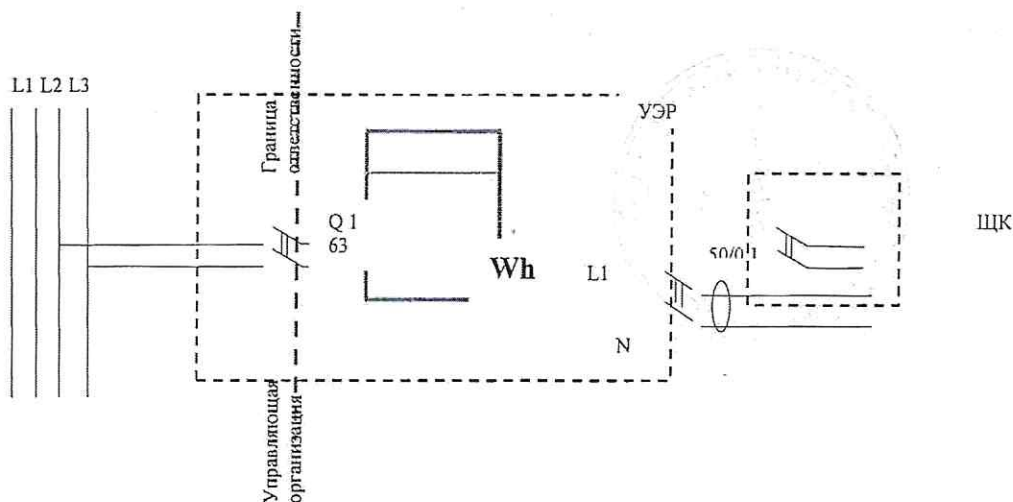 L1 L2 L3
Граница
ответственности
УЭР
ЩК
Q 1
63
50/0,1
Wh
L1
N
Управляющая
организация